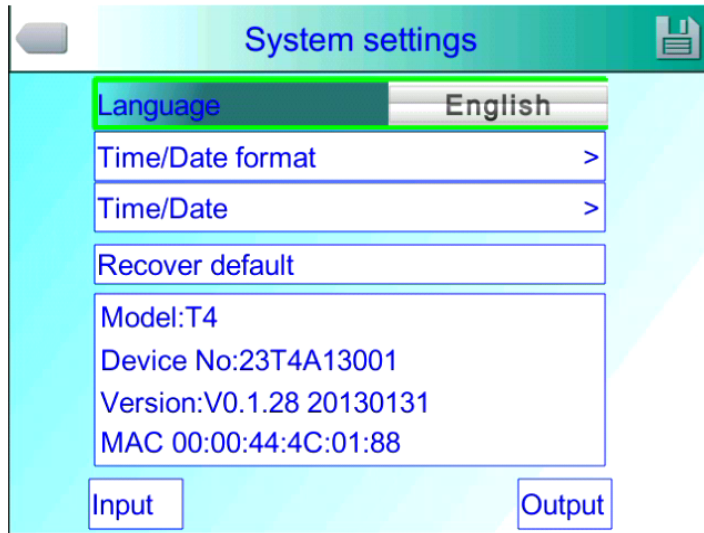 System settings
Language English
Time/Date format >
Time/Date >
Recover default
Model:T4
Device No:23T4A13001
Version:V0.1.28 20130131
MAC 00:00:44:4C:01:88
Input Output